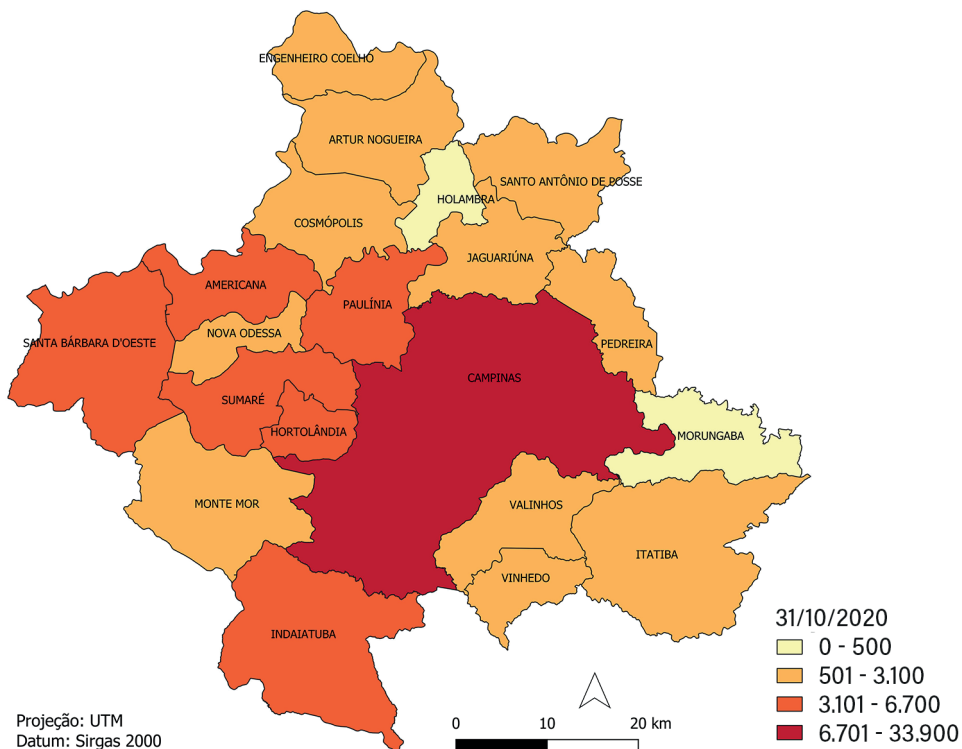 ENGENHEIRO COELHO
ARTUR NOGUEIRA
SANTO ANTÔNIO DE POSSE
HOLAMBRA
COSMÓPOLIS
JAGUARIÚNA
AMERICANA
PAULÍNIA
NOVA ODESSA
SANTA BÁRBARA D'OESTE
PEDREIRA
CAMPINAS
SUMARÉ
HORTOLÂNDIA
MORUNGABA
MONTE MOR
VALINHOS
ITATIBA
VINHEDO
INDAIATUBA
31/10/2020
0 - 500
501 - 3.100
3.101 - 6.700
6.701 - 33.900
Projeção: UTM
Datum: Sirgas 2000
0 10 20 km